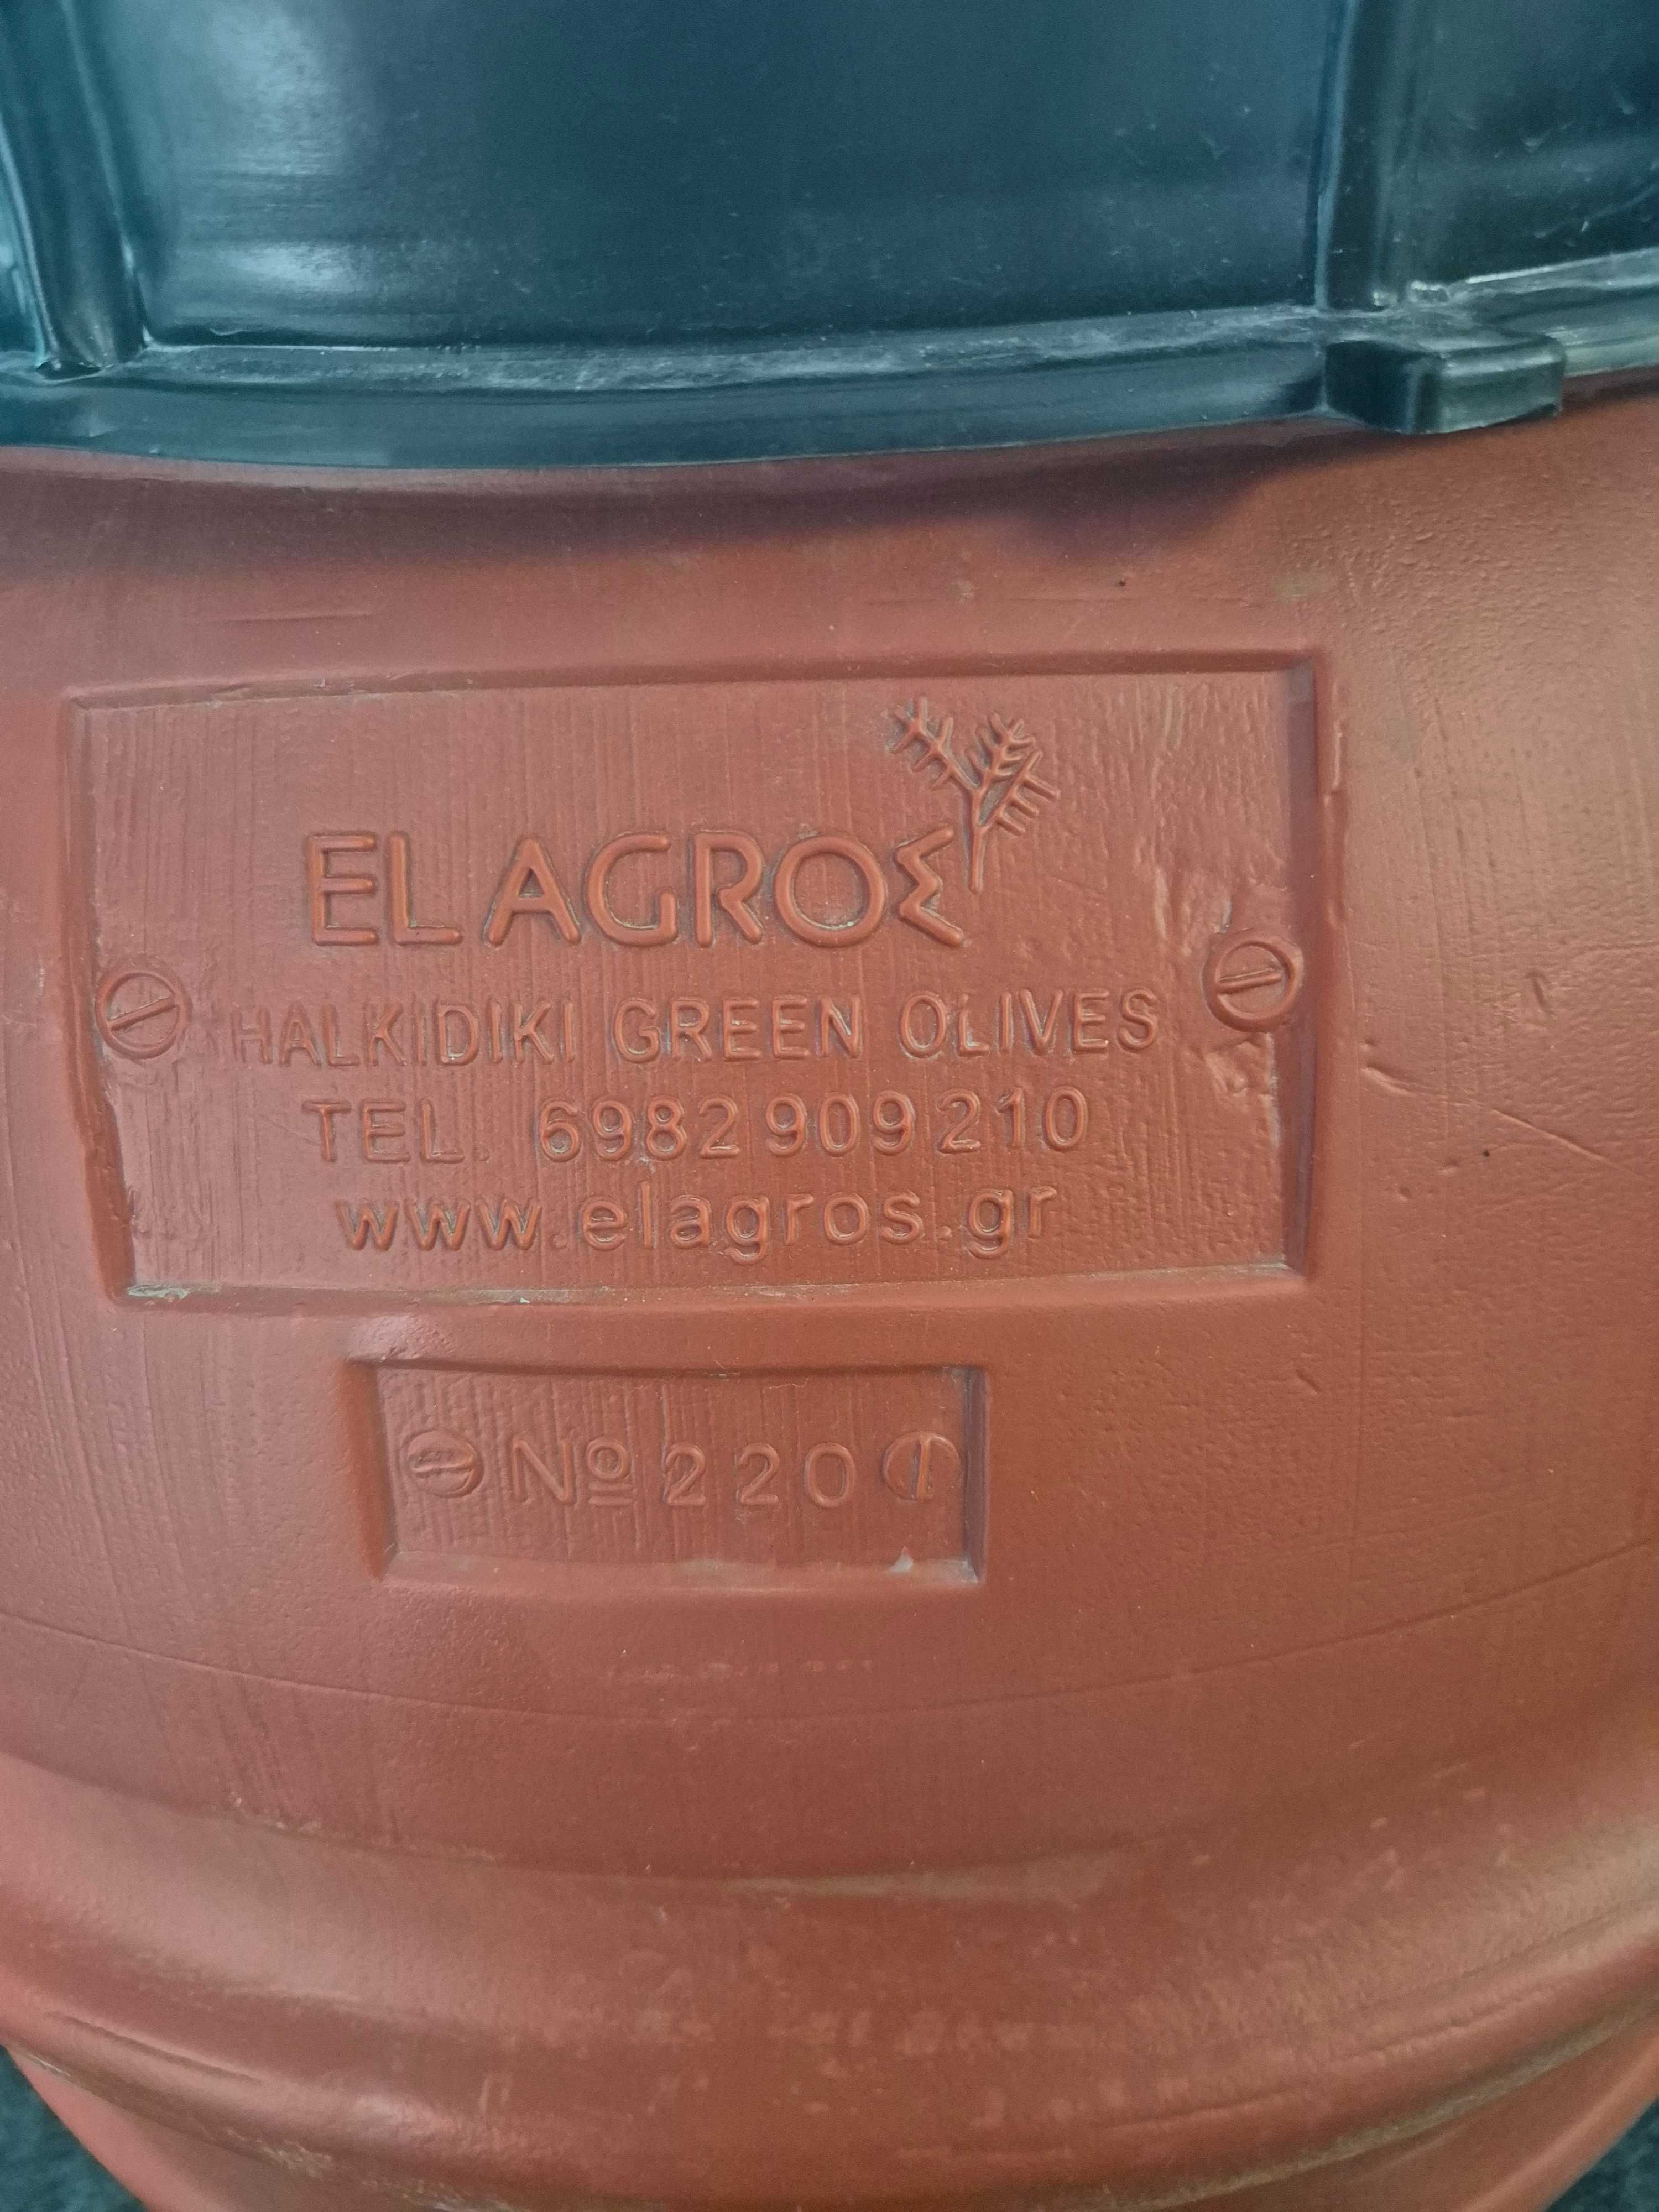 ELAGROΣ
HALKIDIKI GREEN OLIVES
TEL. 6982 909 210
www.elagros.gr
Nº 220